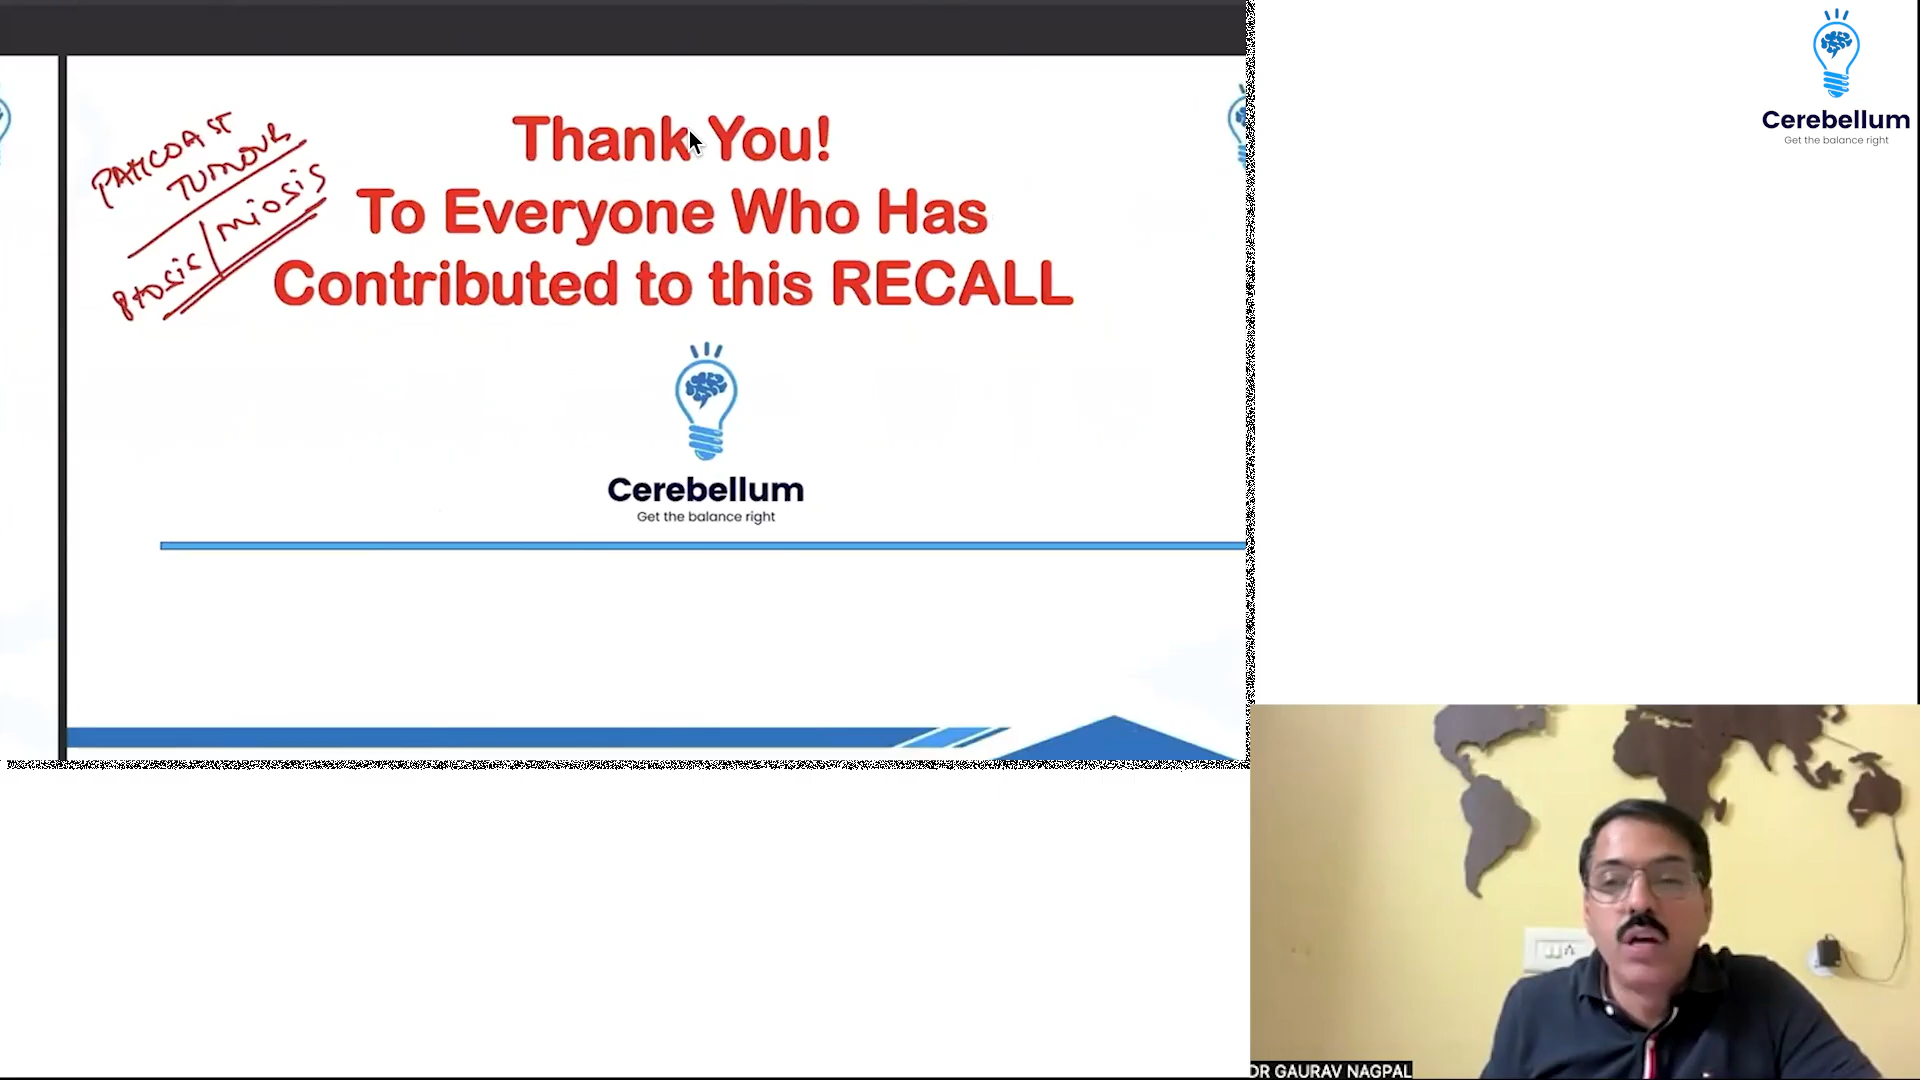 PANCOAST
TUMOUR
ptosis/miosis
Thank You!
To Everyone Who Has
Contributed to this RECALL
Cerebellum
Get the balance right
Cerebellum
Get the balance right
DR GAURAV NAGPAL